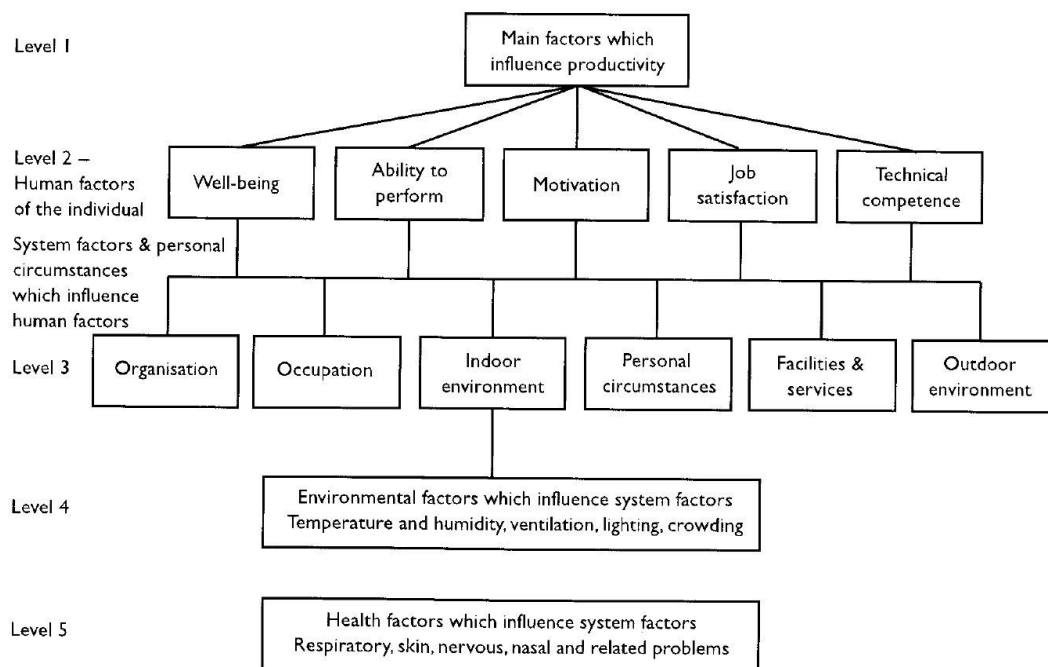 Level 1
Main factors which
influence productivity
Level 2 –
Human factors
of the individual
Well-being
Ability to
perform
Motivation
Job
satisfaction
Technical
competence
System factors & personal
circumstances
which influence
human factors
Level 3
Organisation
Occupation
Indoor
environment
Personal
circumstances
Facilities &
services
Outdoor
environment
Level 4
Environmental factors which influence system factors
Temperature and humidity, ventilation, lighting, crowding
Level 5
Health factors which influence system factors
Respiratory, skin, nervous, nasal and related problems